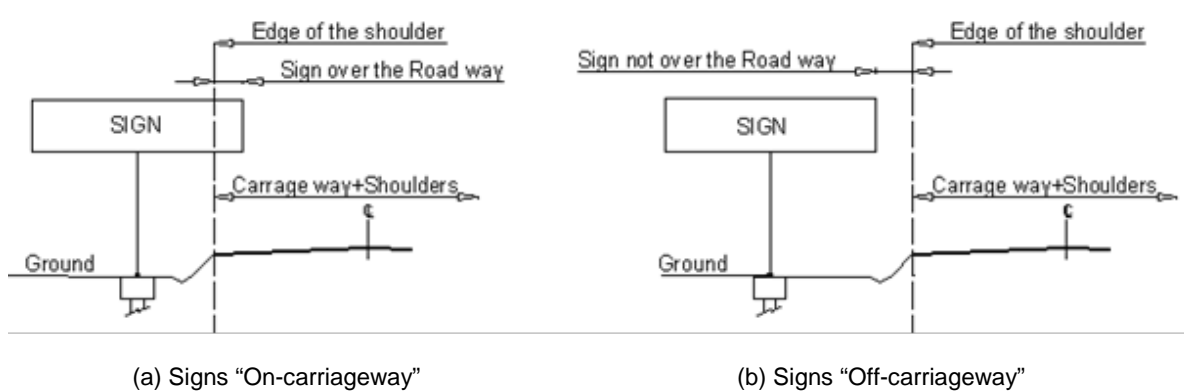 Edge of the shoulder
Sign over the Road way
SIGN
Carrage way+Shoulders
℄
Ground
(a) Signs “On-carriageway”
Edge of the shoulder
Sign not over the Road way
SIGN
Carrage way+Shoulders
℄
Ground
(b) Signs “Off-carriageway”